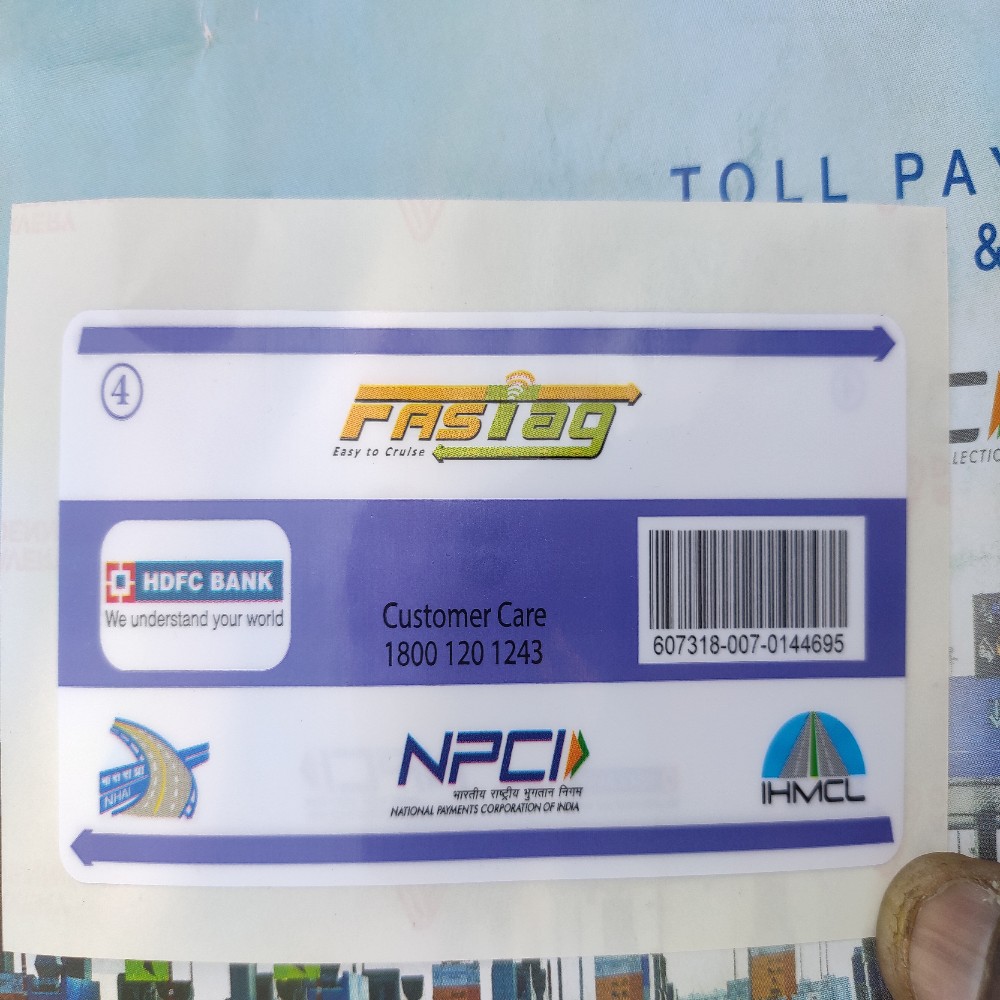 TOLL PAY
&
LECTIO
4
FASTag
Easy to Cruise
HDFC BANK
We understand your world
Customer Care
1800 120 1243
607318-007-0144695
भा रा रा प्रा
NHAI
NPCI
भारतीय राष्ट्रीय भुगतान निगम
NATIONAL PAYMENTS CORPORATION OF INDIA
IHMCL